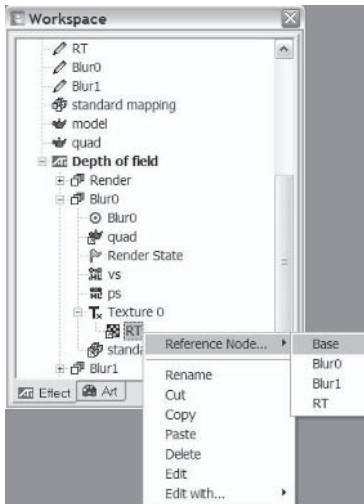 Workspace
RT
Blur0
Blur1
standard mapping
model
quad
Depth of field
Render
Blur0
Blur0
quad
Render State
vs
ps
Texture 0
RT
standa
Blur1
Effect Art
Reference Node...
Rename
Cut
Copy
Paste
Delete
Edit
Edit with...
Base
Blur0
Blur1
RT